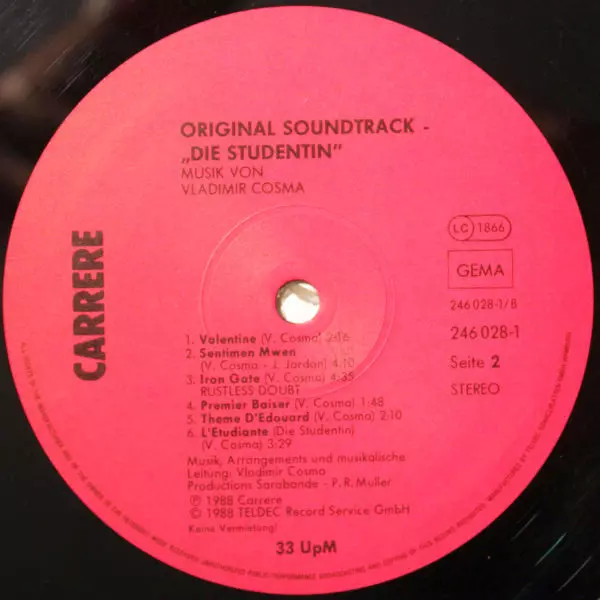 ORIGINAL SOUNDTRACK -
„DIE STUDENTIN"
MUSIK VON
VLADIMIR COSMA
CARRERE
LC 1866
GEMA
246 028-1/B
246 028-1
Seite 2
STEREO
1. Valentine (V. Cosma) 2:16
2. Sentimen Mwen
(V. Cosma - J. Jardon) 4:10
3. Iron Gate (V. Cosma) 4:35
RUSTLESS DOUBT
4. Premier Baiser (V. Cosma) 1:48
5. Theme D'Edouard (V. Cosma) 2:10
6. L'Etudiante (Die Studentin)
(V. Cosma) 3:29
Musik, Arrangements und musikalische
Leitung: Vladimir Cosma
Productions Sarabande - P.R. Muller
Ⓟ 1988 Carrere
© 1988 TELDEC Record Service GmbH
Keine Vermietung!
33 UpM